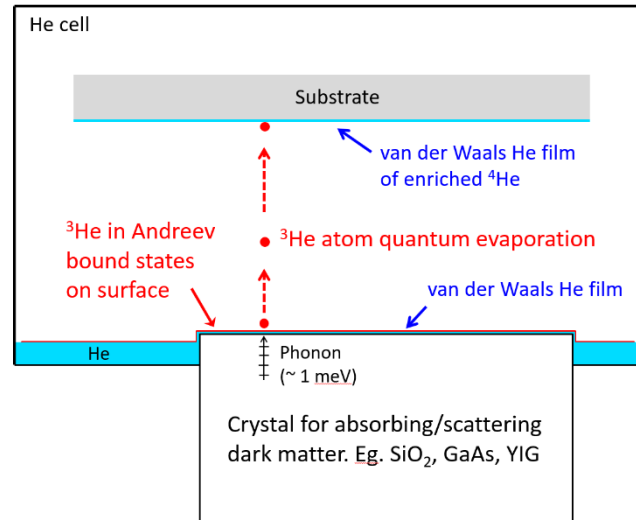 He cell
Substrate
van der Waals He film
of enriched ⁴He
³He in Andreev
bound states
on surface
³He atom quantum evaporation
van der Waals He film
He
Phonon
(~ 1 meV)
Crystal for absorbing/scattering
dark matter. Eg. SiO₂, GaAs, YIG